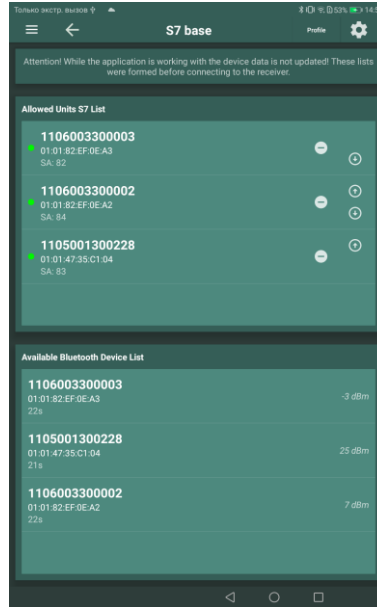 Только экстр. вызов 53% 14:5
S7 base
Profile
Attention! While the application is working with the device data is not updated! These
lists were formed before connecting to the receiver.
Allowed Units S7 List
1106003300003
01:01:82:EF:0E:A3
SA: 82
1106003300002
01:01:82:EF:0E:A2
SA: 84
1105001300228
01:01:47:35:C1:04
SA: 83
Available Bluetooth Device List
1106003300003
01:01:82:EF:0E:A3
-3 dBm
22s
1105001300228
01:01:47:35:C1:04
25 dBm
21s
1106003300002
01:01:82:EF:0E:A2
7 dBm
22s